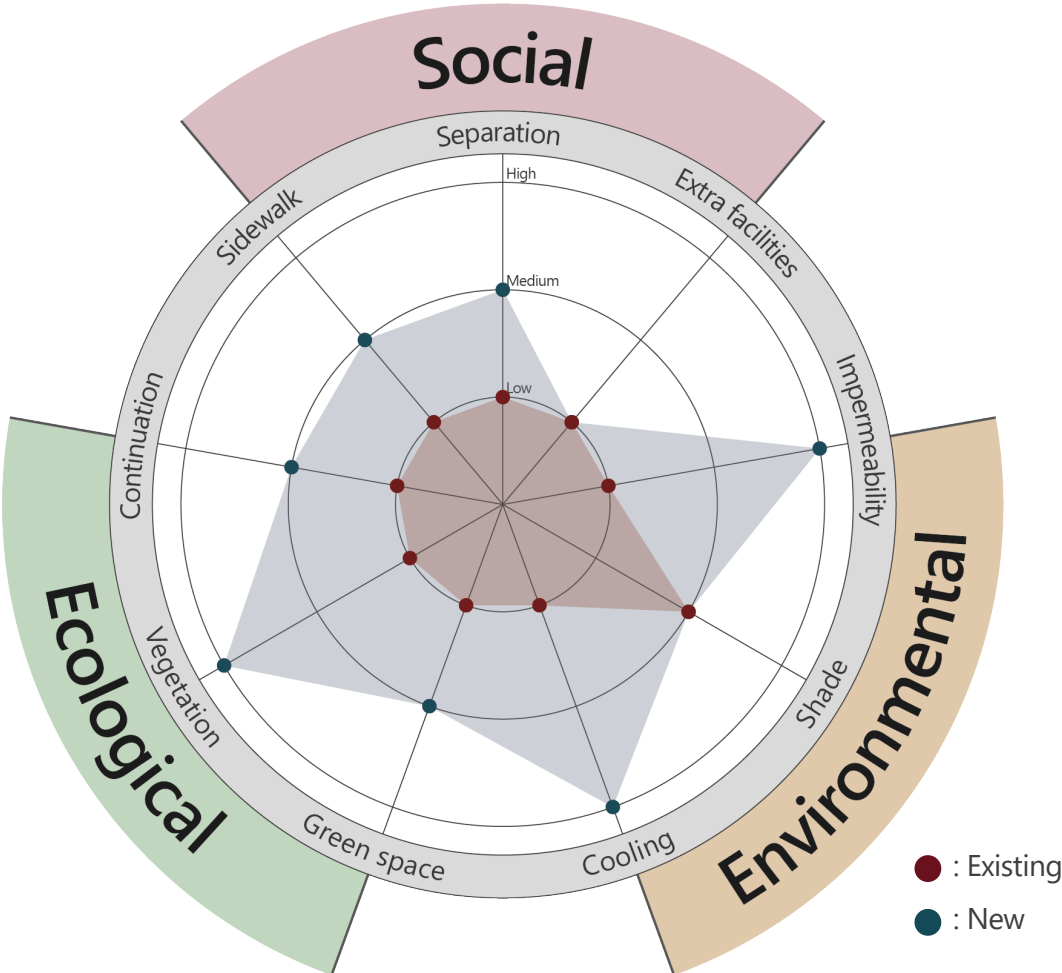 Social
Separation
High
Extra facilities
Sidewalk
Medium
Low
Impermeability
Continuation
Ecological
Vegetation
Environmental
Shade
Green space
Cooling
: Existing
: New